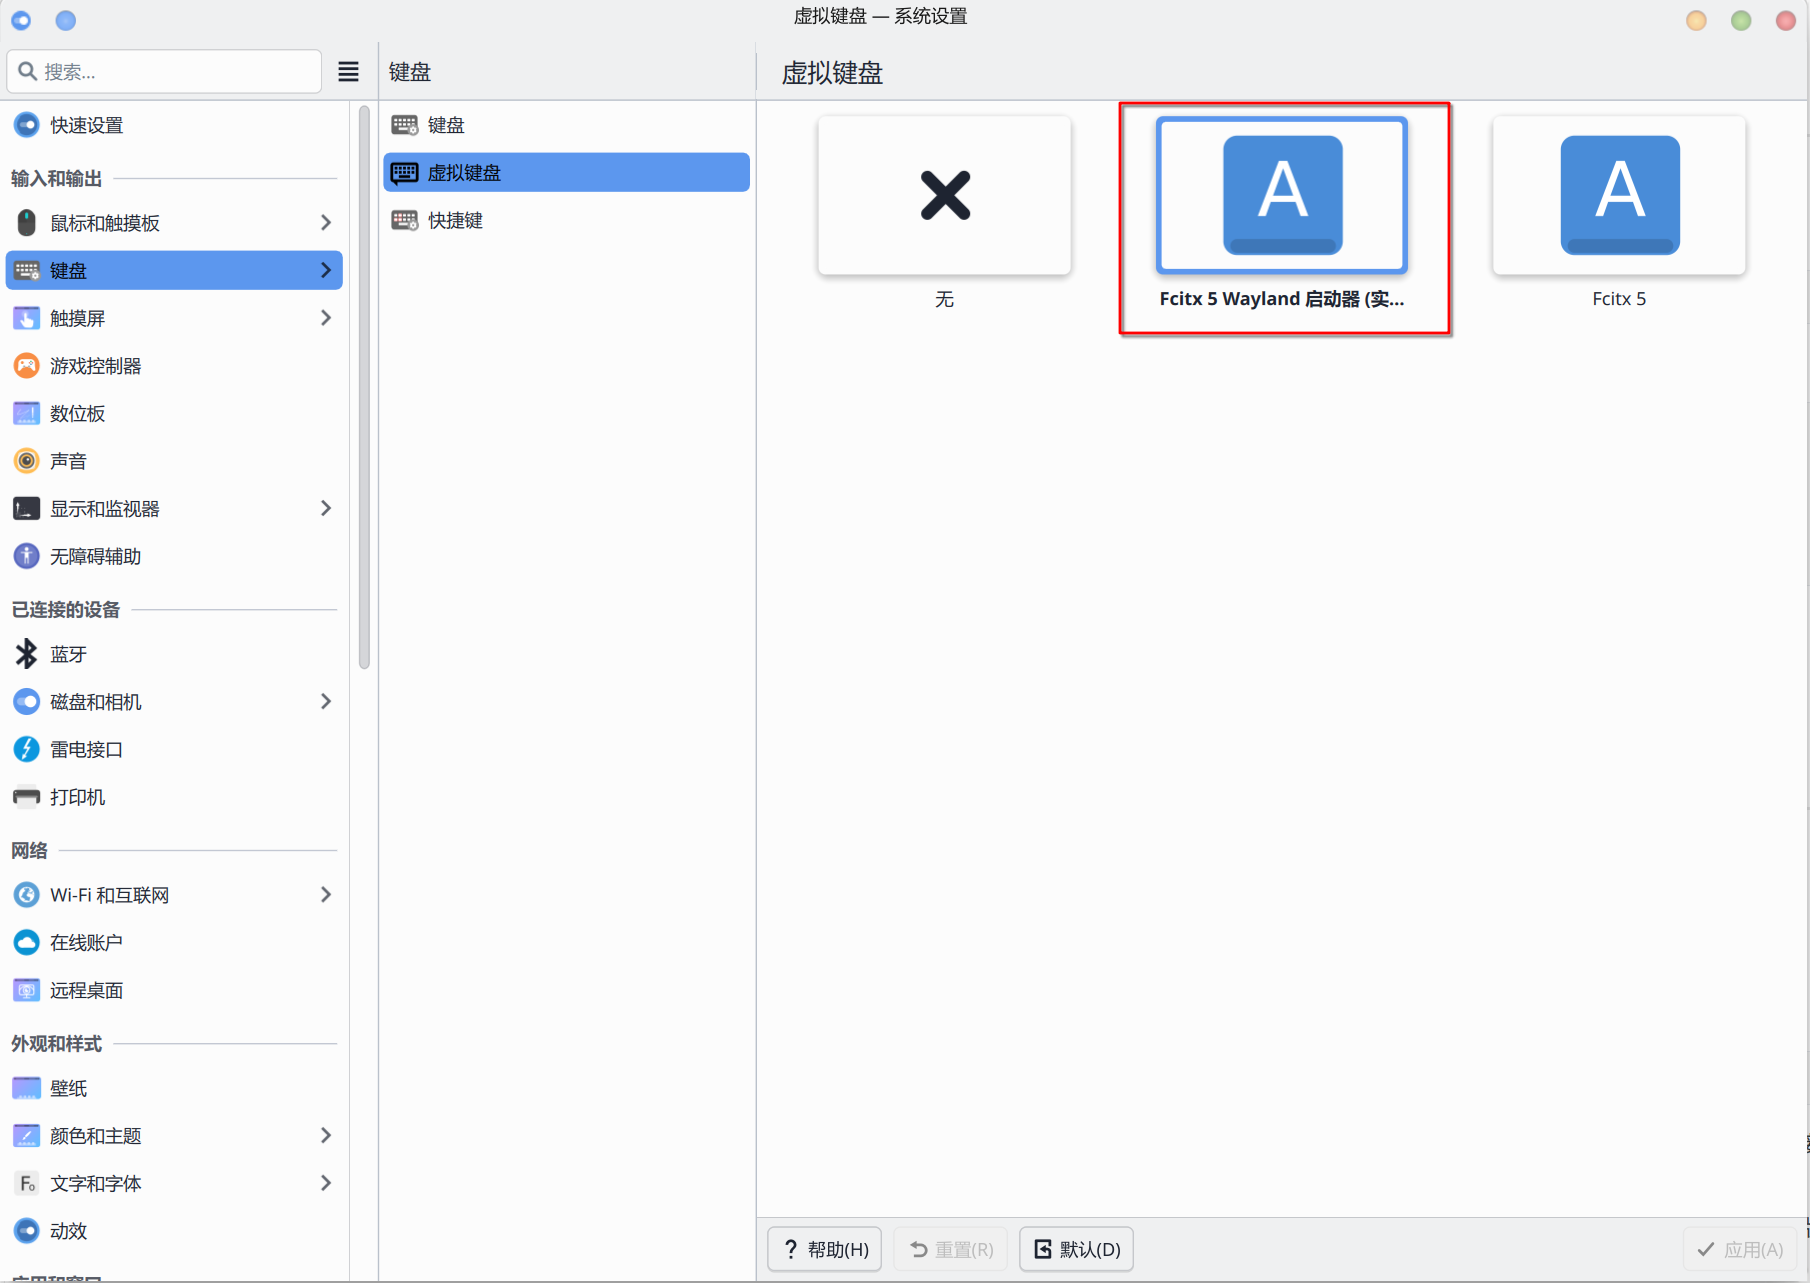 虚拟键盘 — 系统设置
搜索...
键盘
虚拟键盘
快速设置
输入和输出
鼠标和触摸板
键盘
触摸屏
游戏控制器
数位板
声音
显示和监视器
无障碍辅助
已连接的设备
蓝牙
磁盘和相机
雷电接口
打印机
网络
Wi-Fi 和互联网
在线账户
远程桌面
外观和样式
壁纸
颜色和主题
文字和字体
动效
键盘
虚拟键盘
快捷键
A
A
无
Fcitx 5 Wayland 启动器 (实...
Fcitx 5
? 帮助(H)
重置(R)
默认(D)
应用(A)